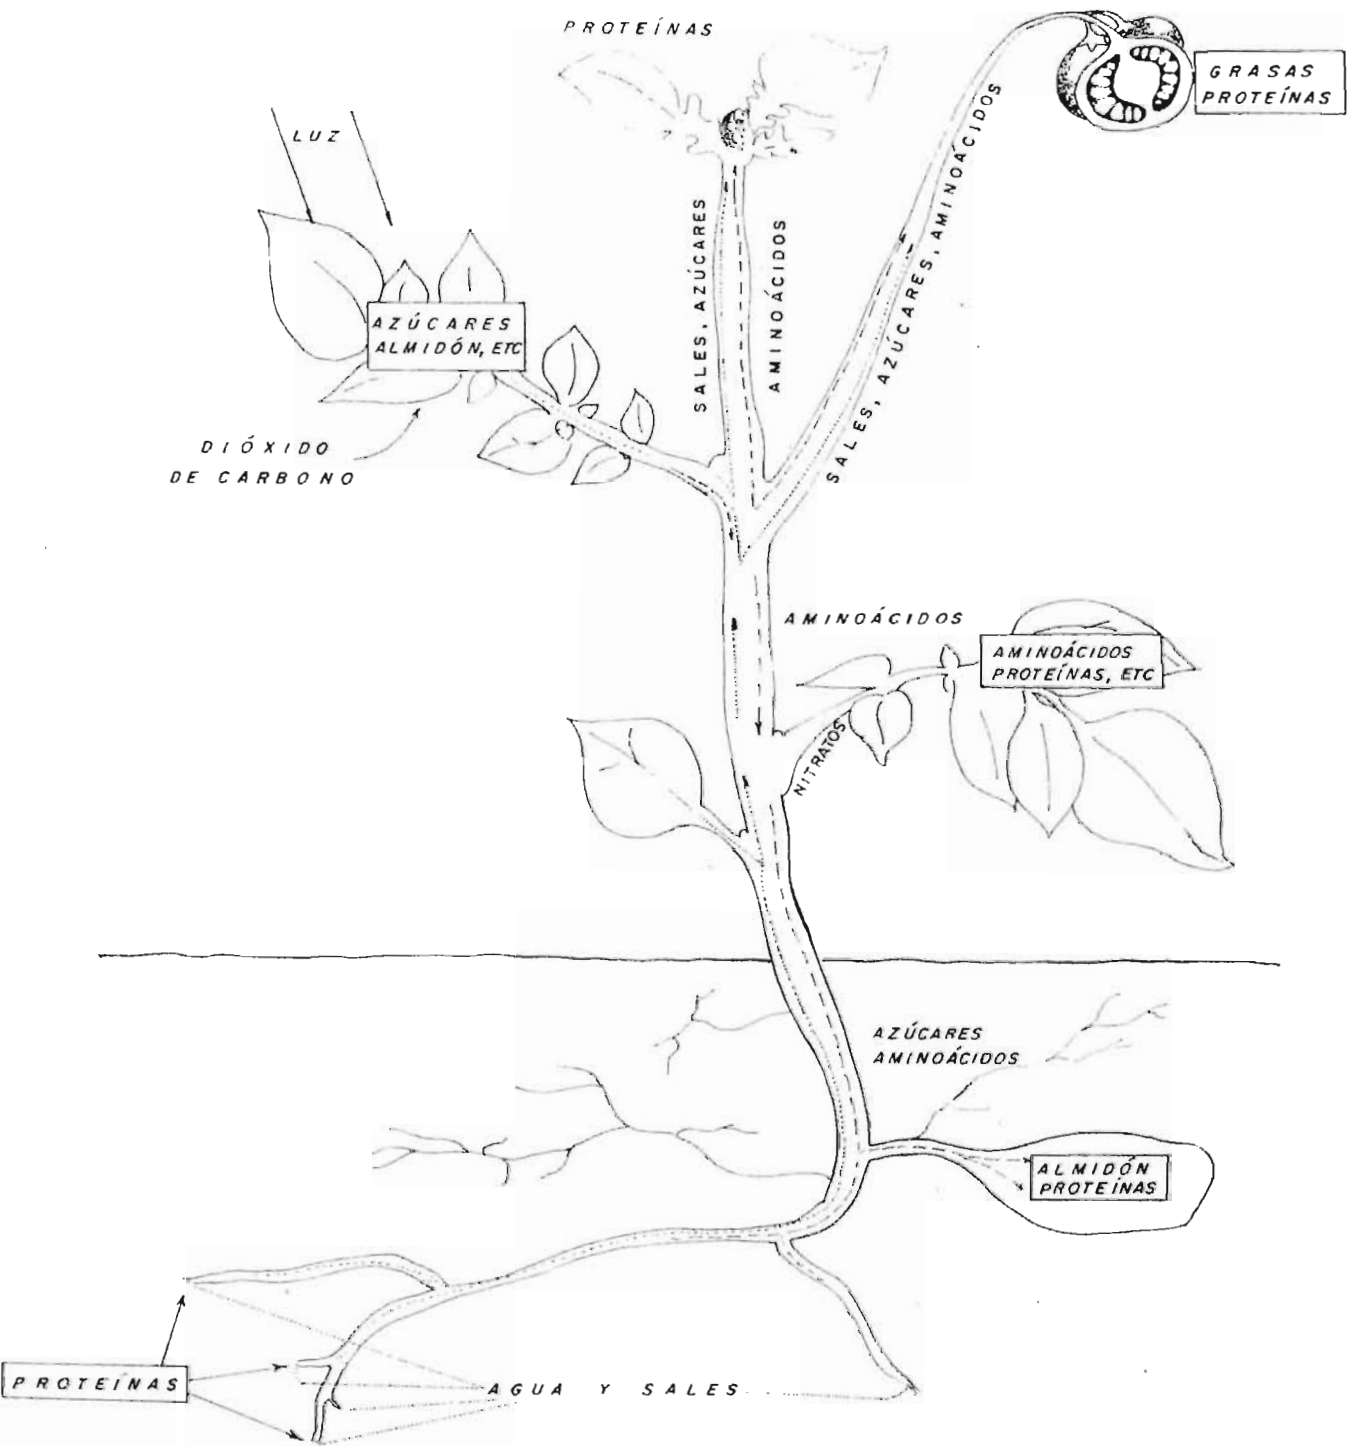 PROTEÍNAS
GRASAS
PROTEÍNAS
LUZ
SALES, AZÚCARES
AMINOÁCIDOS
SALES, AZÚCARES, AMINOÁCIDOS
AZÚCARES
ALMIDÓN, ETC
DIÓXIDO
DE CARBONO
AMINOÁCIDOS
AMINOÁCIDOS
PROTEÍNAS, ETC
NITRATOS
AZÚCARES
AMINOÁCIDOS
ALMIDÓN
PROTEÍNAS
PROTEÍNAS
AGUA Y SALES